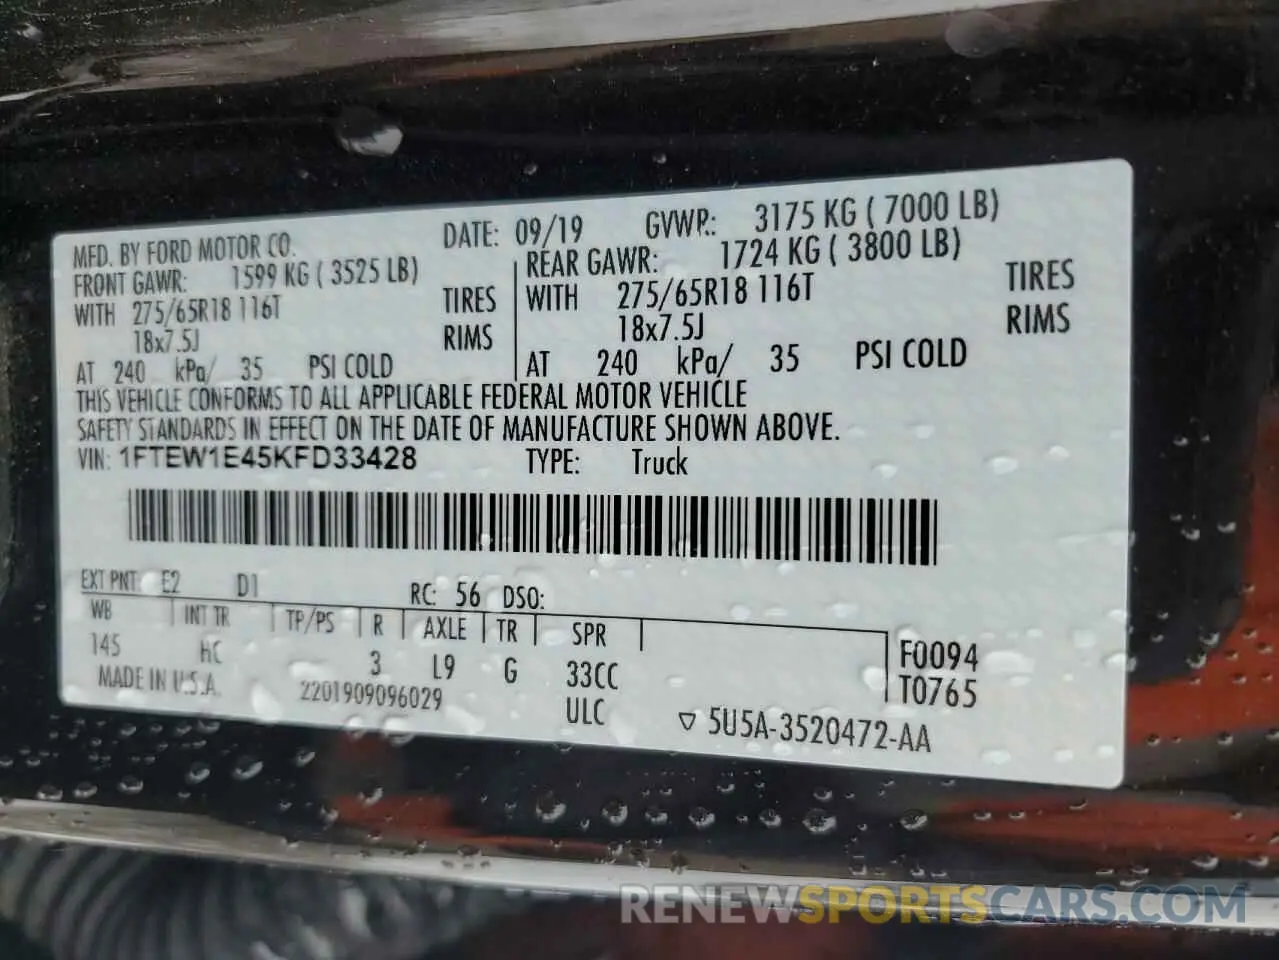 MFD. BY FORD MOTOR CO. DATE: 09/19 GVWR: 3175 KG ( 7000 LB)
FRONT GAWR: 1599 KG ( 3525 LB) REAR GAWR: 1724 KG ( 3800 LB)
WITH 275/65R18 116T TIRES WITH 275/65R18 116T TIRES
18x7.5J RIMS 18x7.5J RIMS
AT 240 kPa/ 35 PSI COLD AT 240 kPa/ 35 PSI COLD
THIS VEHICLE CONFORMS TO ALL APPLICABLE FEDERAL MOTOR VEHICLE
SAFETY STANDARDS IN EFFECT ON THE DATE OF MANUFACTURE SHOWN ABOVE.
VIN: 1FTEW1E45KFD33428 TYPE: Truck
EXT PNT: E2 D1 RC: 56 DSO:
WB INT TR TP/PS R AXLE TR SPR F0094
145 hC 3 L9 G 33CC T0765
MADE IN U.S.A. 2201909096029 ULC ▽ 5U5A-3520472-AA
RENEWSPORTSCARS.COM